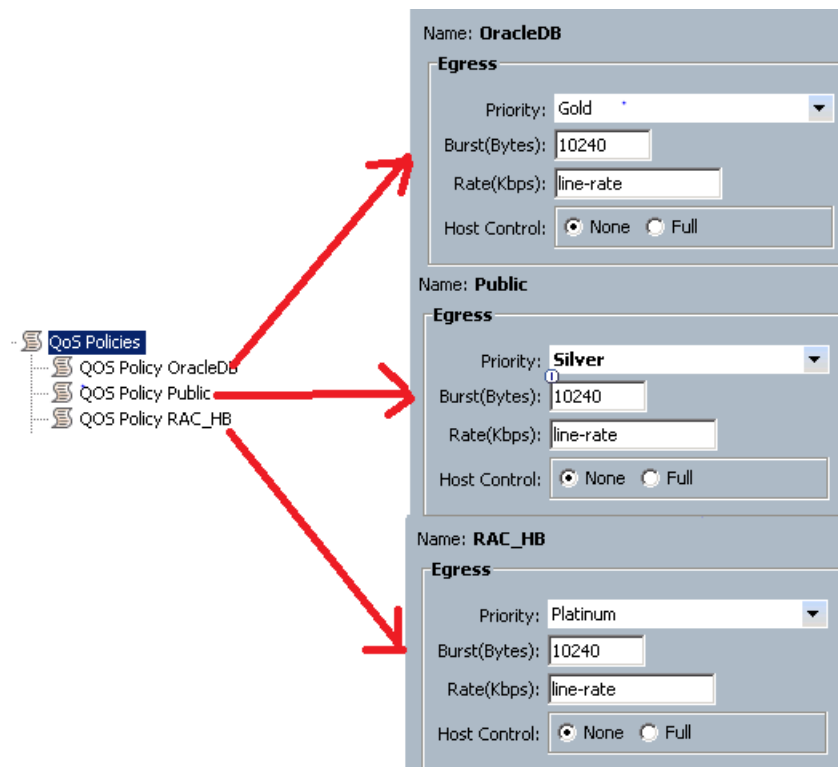 QoS Policies
QOS Policy OracleDB
QOS Policy Public
QOS Policy RAC_HB
Name: OracleDB
Egress
Priority: Gold
Burst(Bytes): 10240
Rate(Kbps): line-rate
Host Control: None Full
Name: Public
Egress
Priority: Silver
Burst(Bytes): 10240
Rate(Kbps): line-rate
Host Control: None Full
Name: RAC_HB
Egress
Priority: Platinum
Burst(Bytes): 10240
Rate(Kbps): line-rate
Host Control: None Full